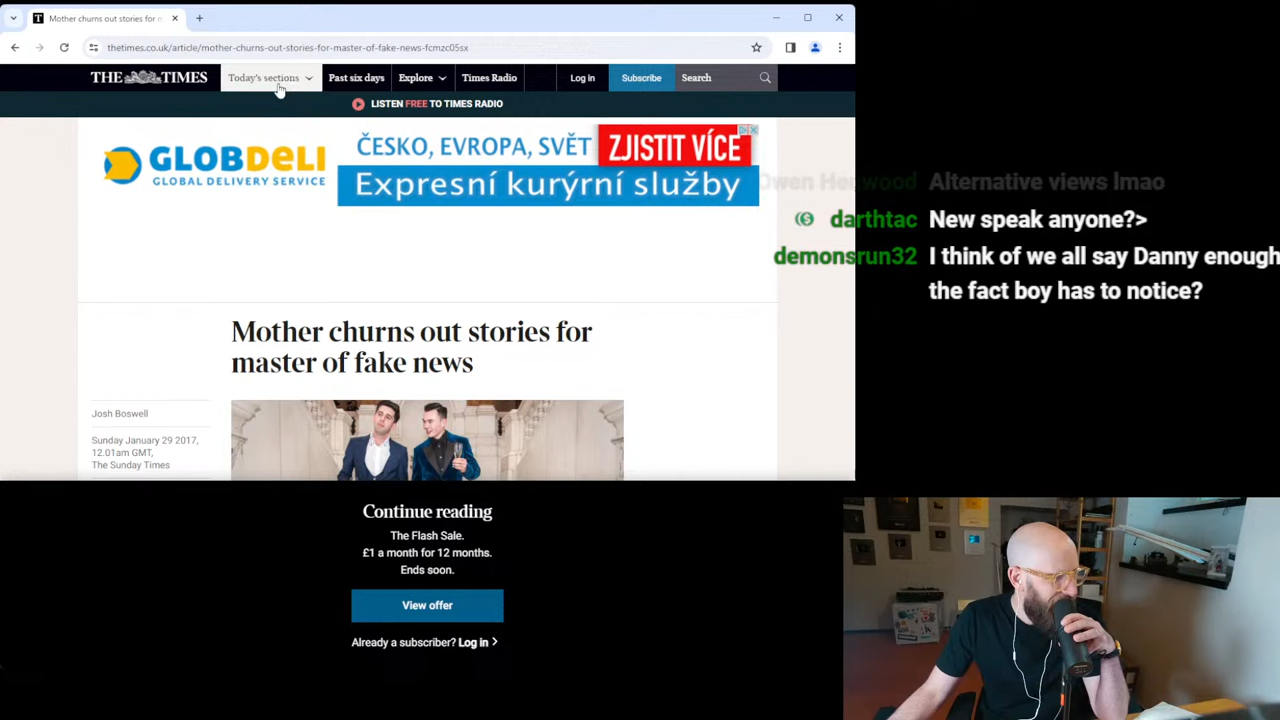 Mother churns out stories for m
thetimes.co.uk/article/mother-churns-out-stories-for-master-of-fake-news-fcmzc05sx
THE TIMES
Today's sections
Past six days
Explore
Times Radio
Log in
Subscribe
Search
LISTEN FREE TO TIMES RADIO
GLOBDELI
GLOBAL DELIVERY SERVICE
ČESKO, EVROPA, SVĚT
ZJISTIT VÍCE
Expresní kurýrní služby
Owen Henwood Alternative views lmao
darthtac New speak anyone?>
demonsrun32 I think of we all say Danny enough
the fact boy has to notice?
Mother churns out stories for
master of fake news
Josh Boswell
Sunday January 29 2017,
12.01am GMT,
The Sunday Times
Continue reading
The Flash Sale.
£1 a month for 12 months.
Ends soon.
View offer
Already a subscriber? Log in